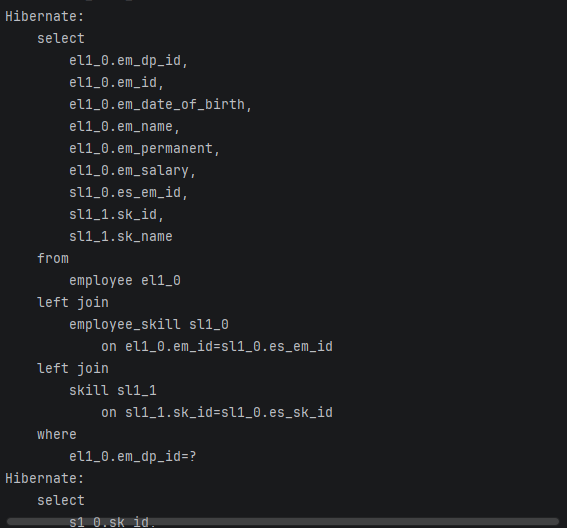 Hibernate:
    select
        el1_0.em_dp_id,
        el1_0.em_id,
        el1_0.em_date_of_birth,
        el1_0.em_name,
        el1_0.em_permanent,
        el1_0.em_salary,
        sl1_0.es_em_id,
        sl1_1.sk_id,
        sl1_1.sk_name
    from
        employee el1_0
    left join
        employee_skill sl1_0
            on el1_0.em_id=sl1_0.es_em_id
    left join
        skill sl1_1
            on sl1_1.sk_id=sl1_0.es_sk_id
    where
        el1_0.em_dp_id=?
Hibernate:
    select
        s1_0.sk_id,